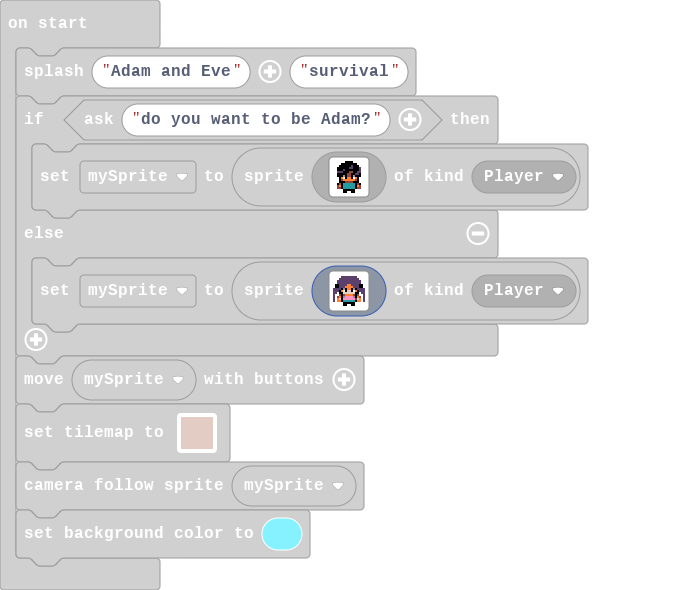 on start
splash "Adam and Eve" "survival"
if ask "do you want to be Adam?" then
set mySprite to sprite of kind Player
else
set mySprite to sprite of kind Player
move mySprite with buttons
set tilemap to
camera follow sprite mySprite
set background color to